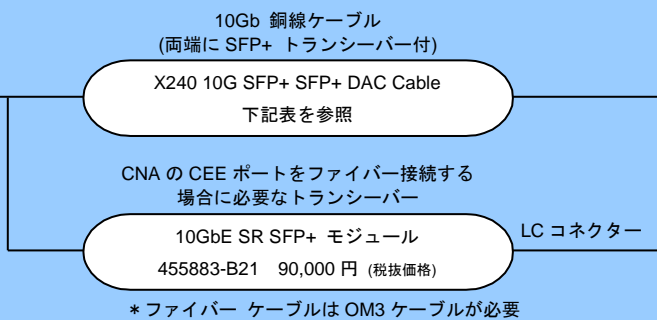 10Gb 銅線ケーブル
(両端に SFP+ トランシーバー付)
X240 10G SFP+ SFP+ DAC Cable
下記表を参照
CNA の CEE ポートをファイバー接続する
場合に必要なトランシーバー
10GbE SR SFP+ モジュール
455883-B21 90,000 円 (税抜価格)
LC コネクター
＊ファイバー ケーブルは OM3 ケーブルが必要